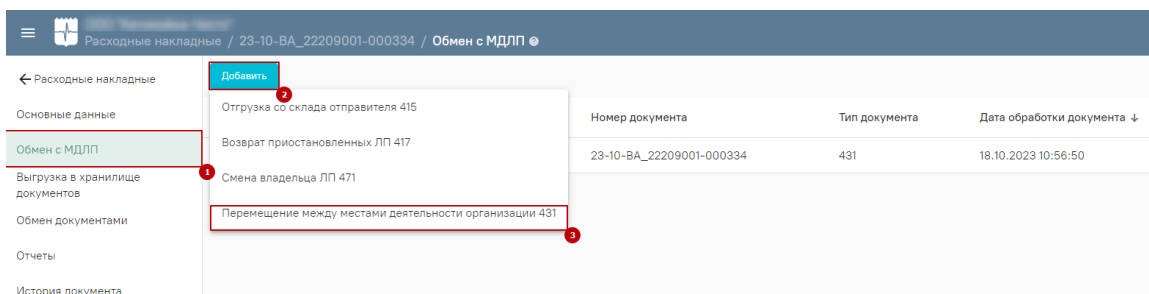 Расходные накладные / 23-10-BA_22209001-000334 / Обмен с МДЛП
Расходные накладные
Добавить
2
Основные данные
Отгрузка со склада отправителя 415
Номер документа
Тип документа
Дата обработки документа
Обмен с МДЛП
Возврат приостановленных ЛП 417
23-10-BA_22209001-000334
431
18.10.2023 10:56:50
1
Выгрузка в хранилище
документов
Смена владельца ЛП 471
Обмен документами
Перемещение между местами деятельности организации 431
3
Отчеты
История документа